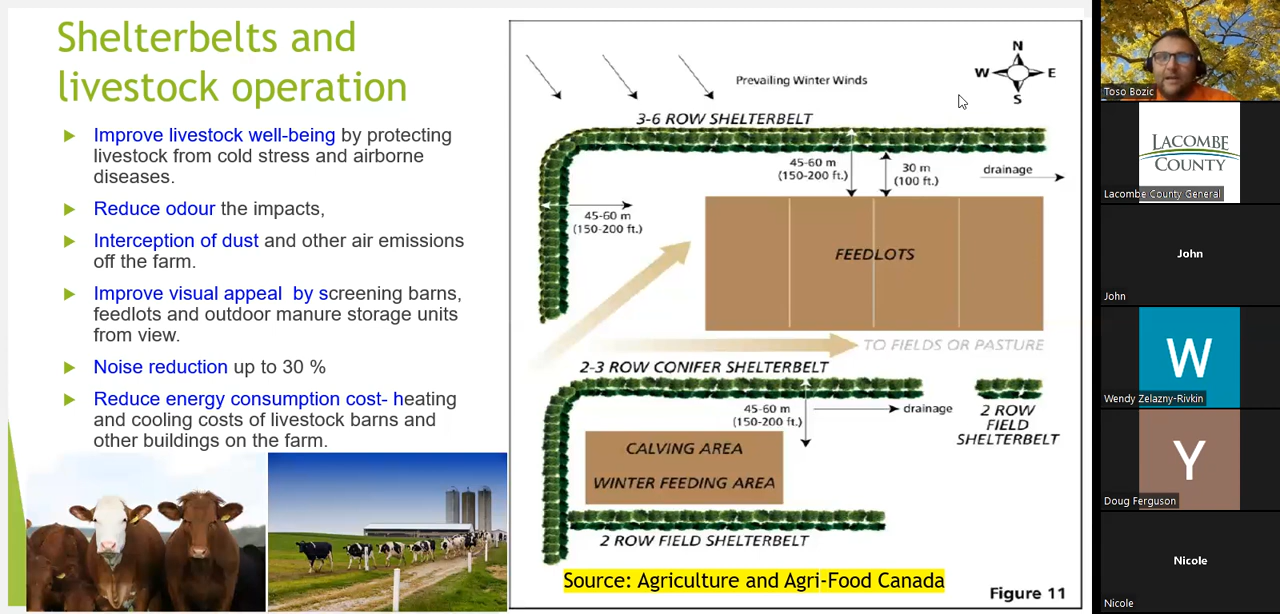 Shelterbelts and
livestock operation
Improve livestock well-being by protecting
livestock from cold stress and airborne
diseases.
Reduce odour the impacts,
Interception of dust and other air emissions
off the farm.
Improve visual appeal  by screening barns,
feedlots and outdoor manure storage units
from view.
Noise reduction up to 30 %
Reduce energy consumption cost- heating
and cooling costs of livestock barns and
other buildings on the farm.
Prevailing Winter Winds
N
W E
S
3-6 ROW SHELTERBELT
45-60 m
(150-200 ft.)
30 m
(100 ft.)
drainage
45-60 m
(150-200 ft.)
FEEDLOTS
TO FIELDS OR PASTURE
2-3 ROW CONIFER SHELTERBELT
45-60 m
(150-200 ft.)
drainage
2 ROW
FIELD
SHELTERBELT
CALVING AREA
WINTER FEEDING AREA
2 ROW FIELD SHELTERBELT
Source: Agriculture and Agri-Food Canada
Figure 11
Toso Bozic
LACOMBE
COUNTY
Lacombe County General
John
John
W
Wendy Zelazny-Rivkin
Y
Doug Ferguson
Nicole
Nicole